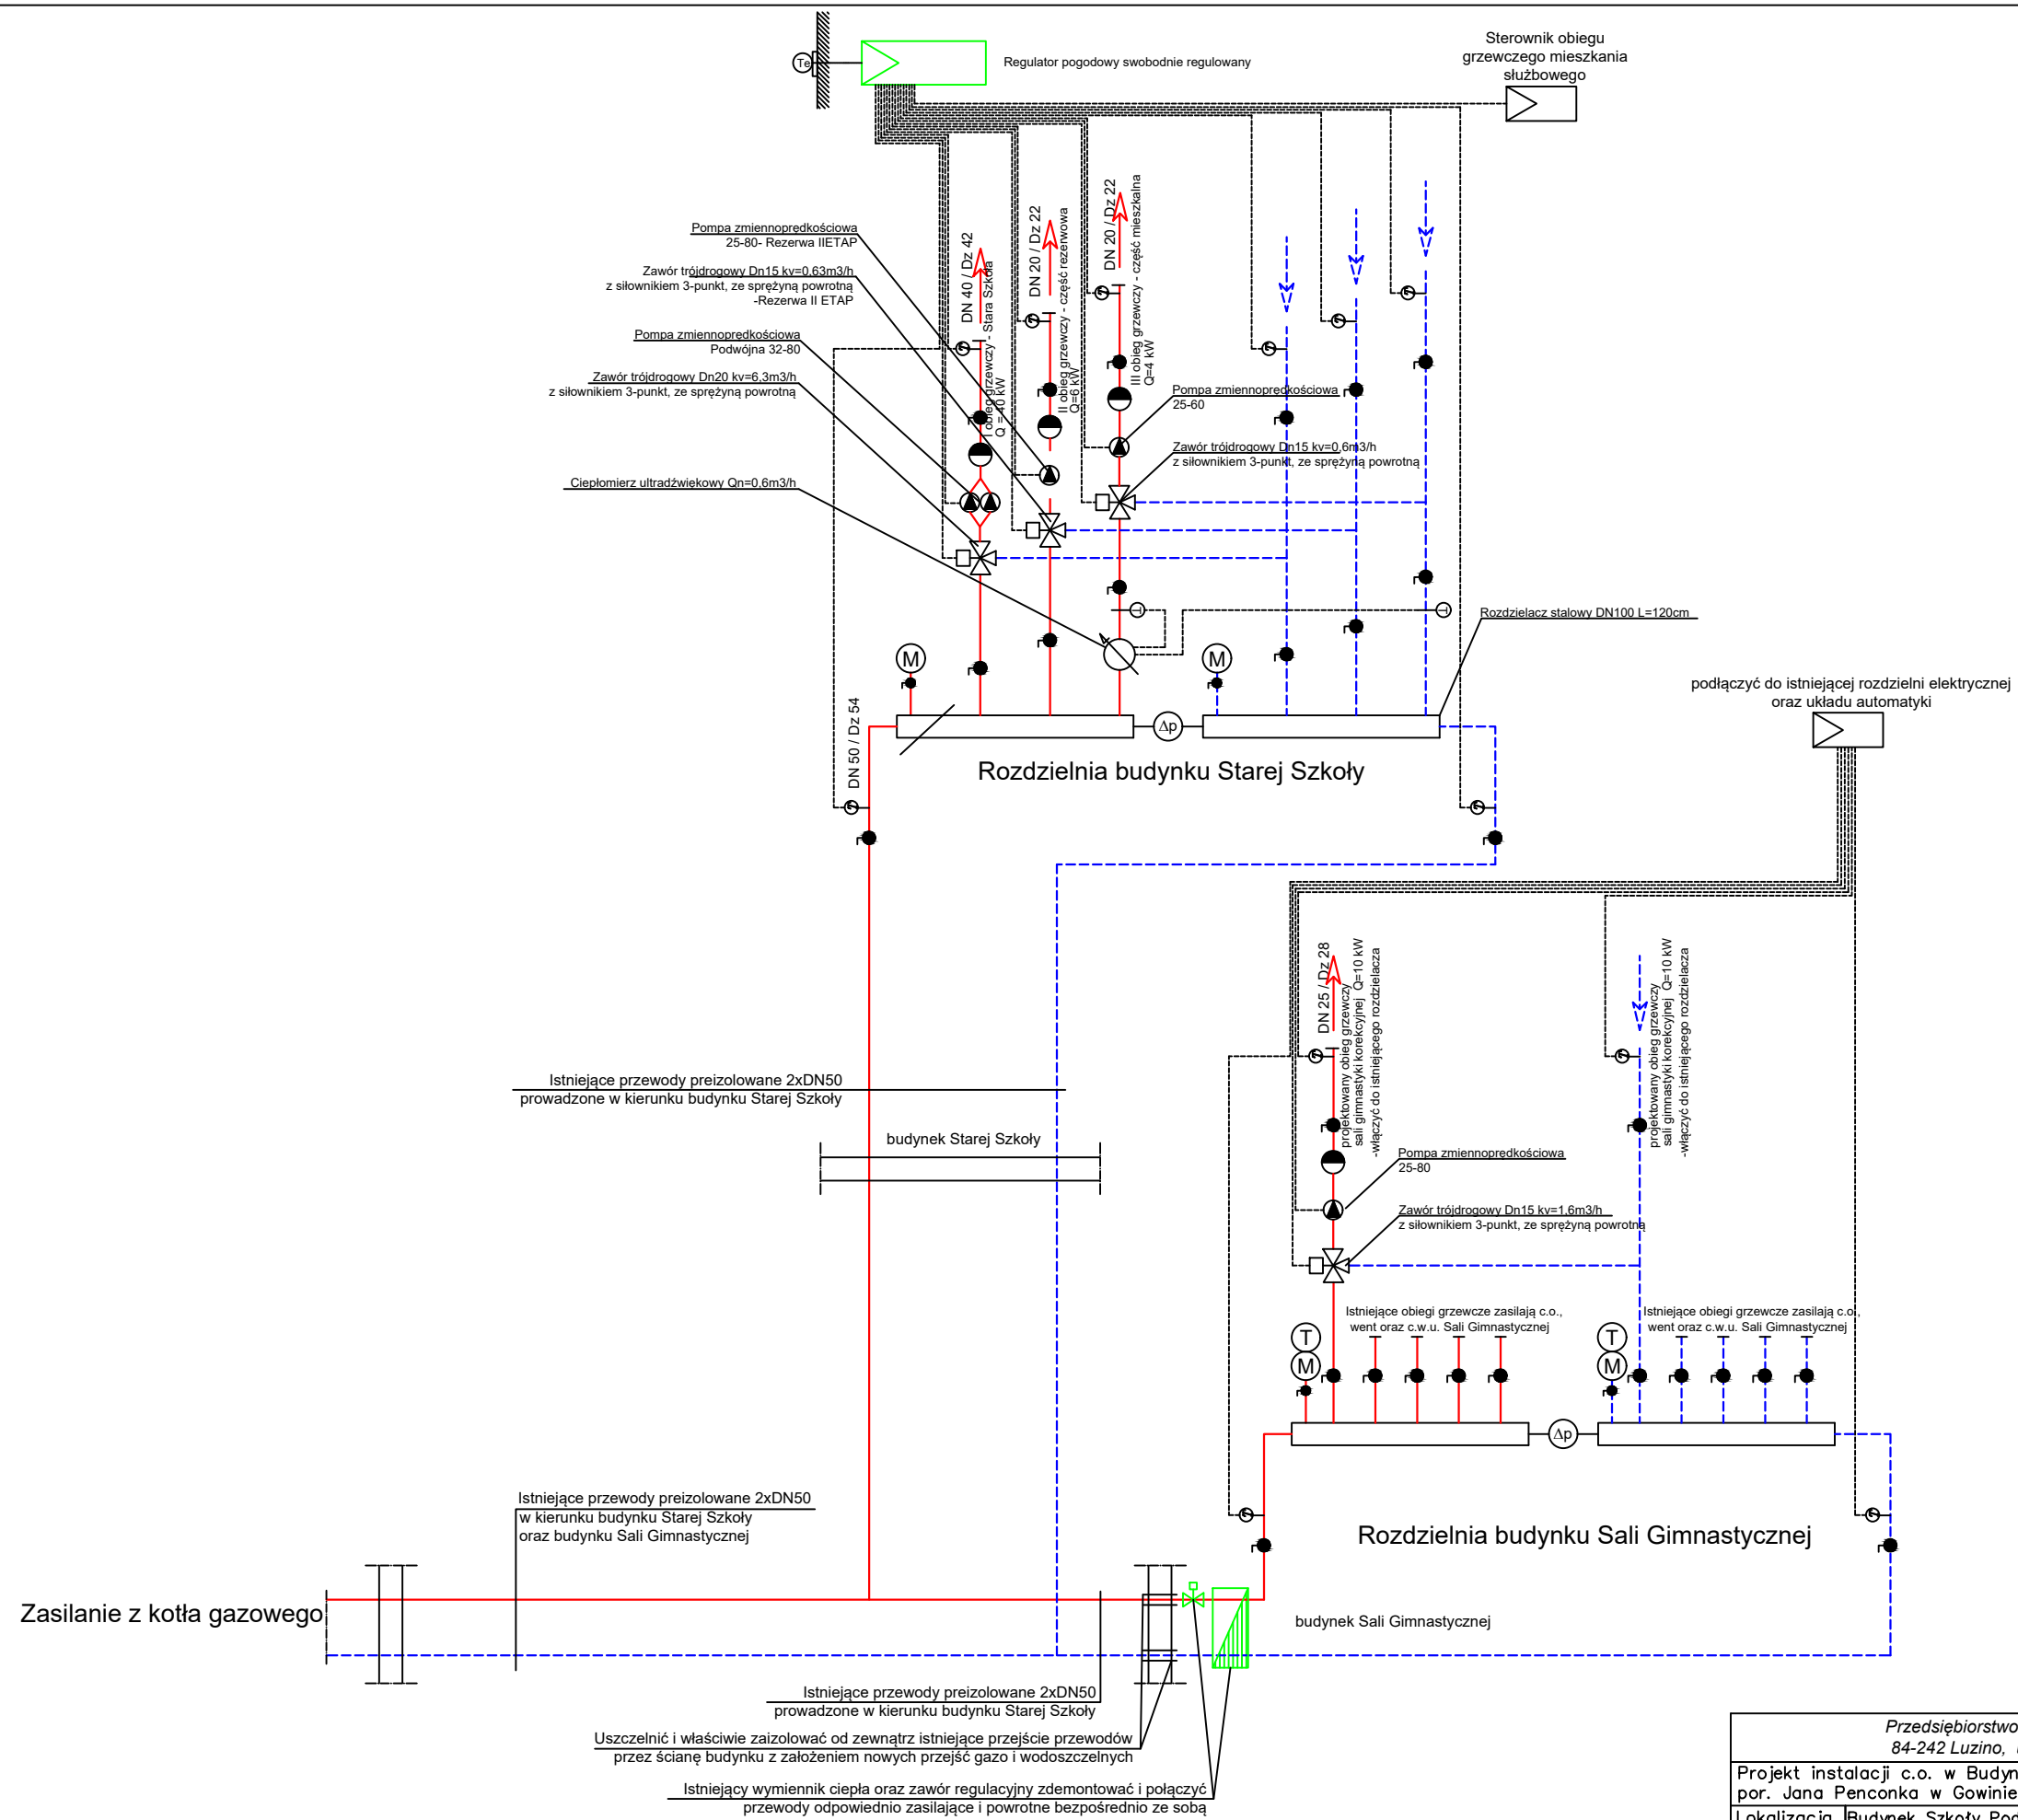 Te
Regulator pogodowy swobodnie regulowany
Sterownik obiegu
grzewczego mieszkania
służbowego
Pompa zmiennoprędkościowa
25-80- Rezerwa IIETAP
Zawór trójdrogowy Dn15 kv=0.63m3/h
z siłownikiem 3-punkt, ze sprężyną powrotną
-Rezerwa II ETAP
Pompa zmiennoprędkościowa
Podwójna 32-80
Zawór trójdrogowy Dn20 kv=6,3m3/h
z siłownikiem 3-punkt, ze sprężyną powrotną
Ciepłomierz ultradźwiękowy Qn=0,6m3/h
DN 40 / Dz 42
I obieg grzewczy - Stara Szkoła
Q = 40 kW
DN 20 / Dz 22
II obieg grzewczy - część rezerwowa
Q=6 kW
DN 20 / Dz 22
III obieg grzewczy - część mieszkalna
Q=4 kW
Pompa zmiennoprędkościowa
25-60
Zawór trójdrogowy Dn15 kv=0.6m3/h
z siłownikiem 3-punkt, ze sprężyną powrotną
Rozdzielacz stalowy DN100 L=120cm
M
M
Δp
DN 50 / Dz 54
Rozdzielnia budynku Starej Szkoły
podłączyć do istniejącej rozdzielni elektrycznej
oraz układu automatyki
DN 25 / Dz 28
projektowany obieg grzewczy
sali gimnastyki korekcyjnej Q=10 kW
-włączyć do istniejącego rozdzielacza
projektowany obieg grzewczy
sali gimnastyki korekcyjnej Q=10 kW
-włączyć do istniejącego rozdzielacza
Istniejące przewody preizolowane 2xDN50
prowadzone w kierunku budynku Starej Szkoły
budynek Starej Szkoły
Pompa zmiennoprędkościowa
25-80
Zawór trójdrogowy Dn15 kv=1,6m3/h
z siłownikiem 3-punkt, ze sprężyną powrotną
Istniejące obiegi grzewcze zasilają c.o.,
went oraz c.w.u. Sali Gimnastycznej
Istniejące obiegi grzewcze zasilają c.o.,
went oraz c.w.u. Sali Gimnastycznej
T
M
T
M
Δp
Rozdzielnia budynku Sali Gimnastycznej
Istniejące przewody preizolowane 2xDN50
w kierunku budynku Starej Szkoły
oraz budynku Sali Gimnastycznej
Zasilanie z kotła gazowego
budynek Sali Gimnastycznej
Istniejące przewody preizolowane 2xDN50
prowadzone w kierunku budynku Starej Szkoły
Uszczelnić i właściwie zaizolować od zewnątrz istniejące przejście przewodów
przez ścianę budynku z założeniem nowych przejść gazo i wodoszczelnych
Istniejący wymiennik ciepła oraz zawór regulacyjny zdemontować i połączyć
przewody odpowiednio zasilające i powrotne bezpośrednio ze sobą
Przedsiębiorstwo
84-242 Luzino,
Projekt instalacji c.o. w Budyn
por. Jana Penconka w Gowinie
Lokalizacja Budynek Szkoły Pod